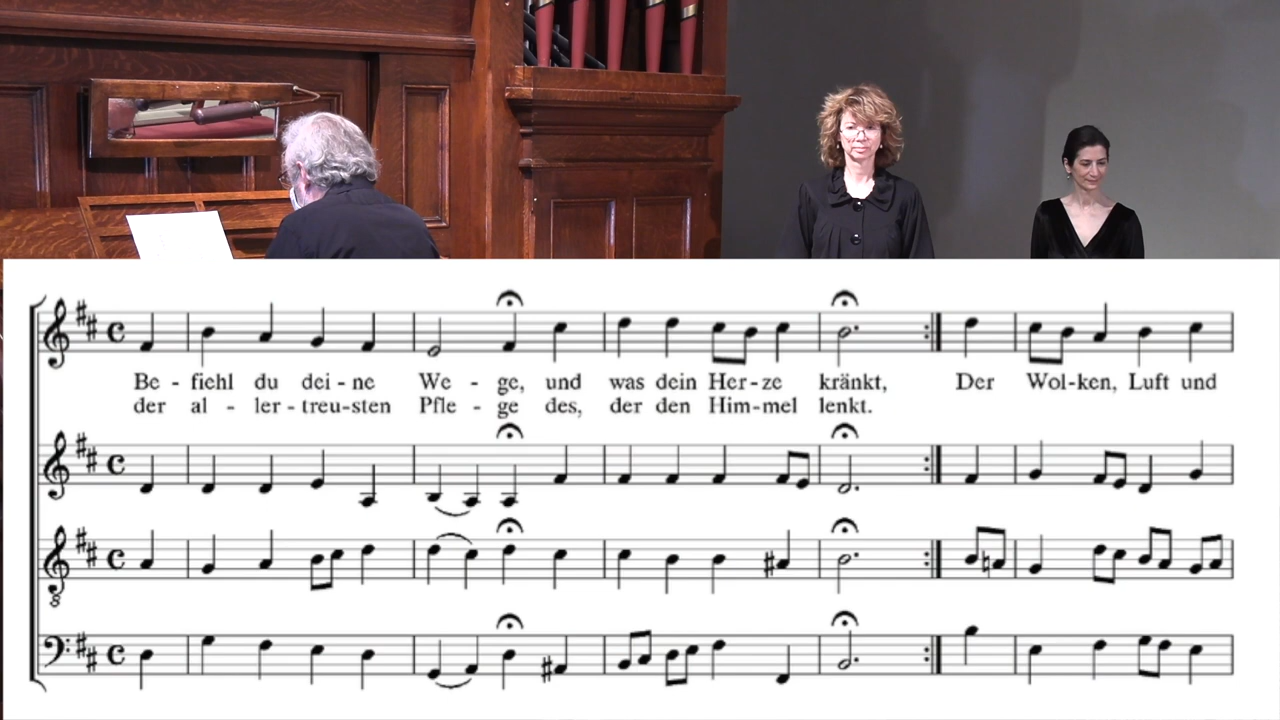 Be - fiehl du dei - ne We - ge, und was dein Her - ze kränkt, Der Wol - ken, Luft und
der al - ler - treu - sten Pfle - ge des, der den Him - mel lenkt.
8